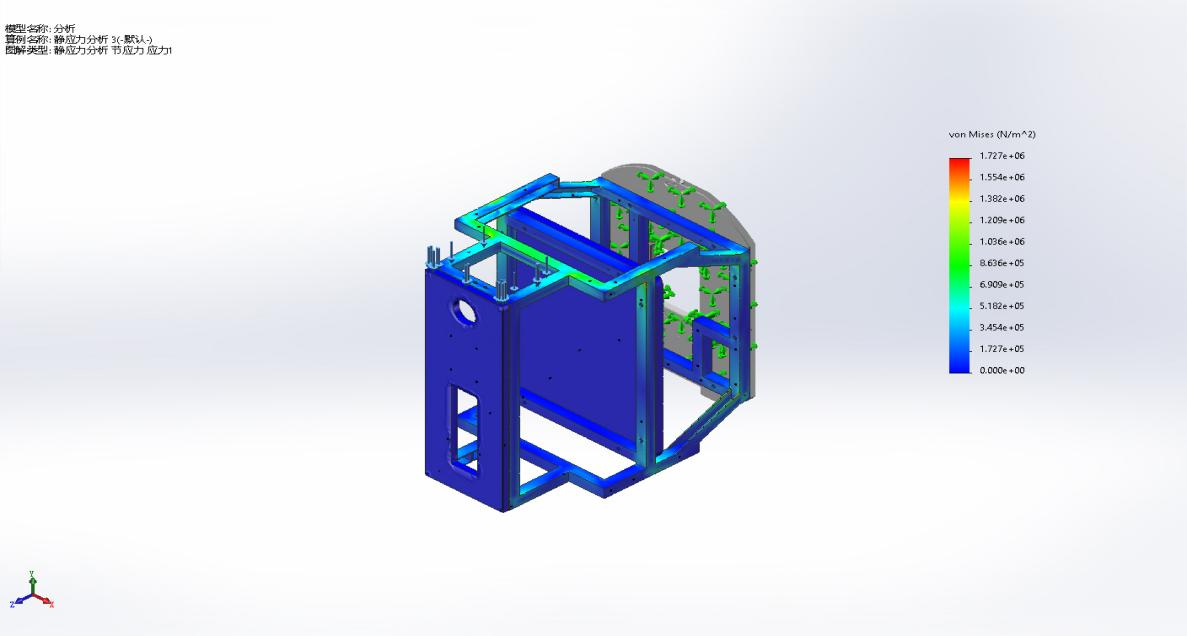 模型名称: 分析
算例名称: 静应力分析 3(-默认-)
图解类型: 静应力分析 节应力 应力1
von Mises (N/m^2)
1.727e+06
1.554e+06
1.382e+06
1.209e+06
1.036e+06
8.636e+05
6.909e+05
5.182e+05
3.454e+05
1.727e+05
0.000e+00
Y
Z
X